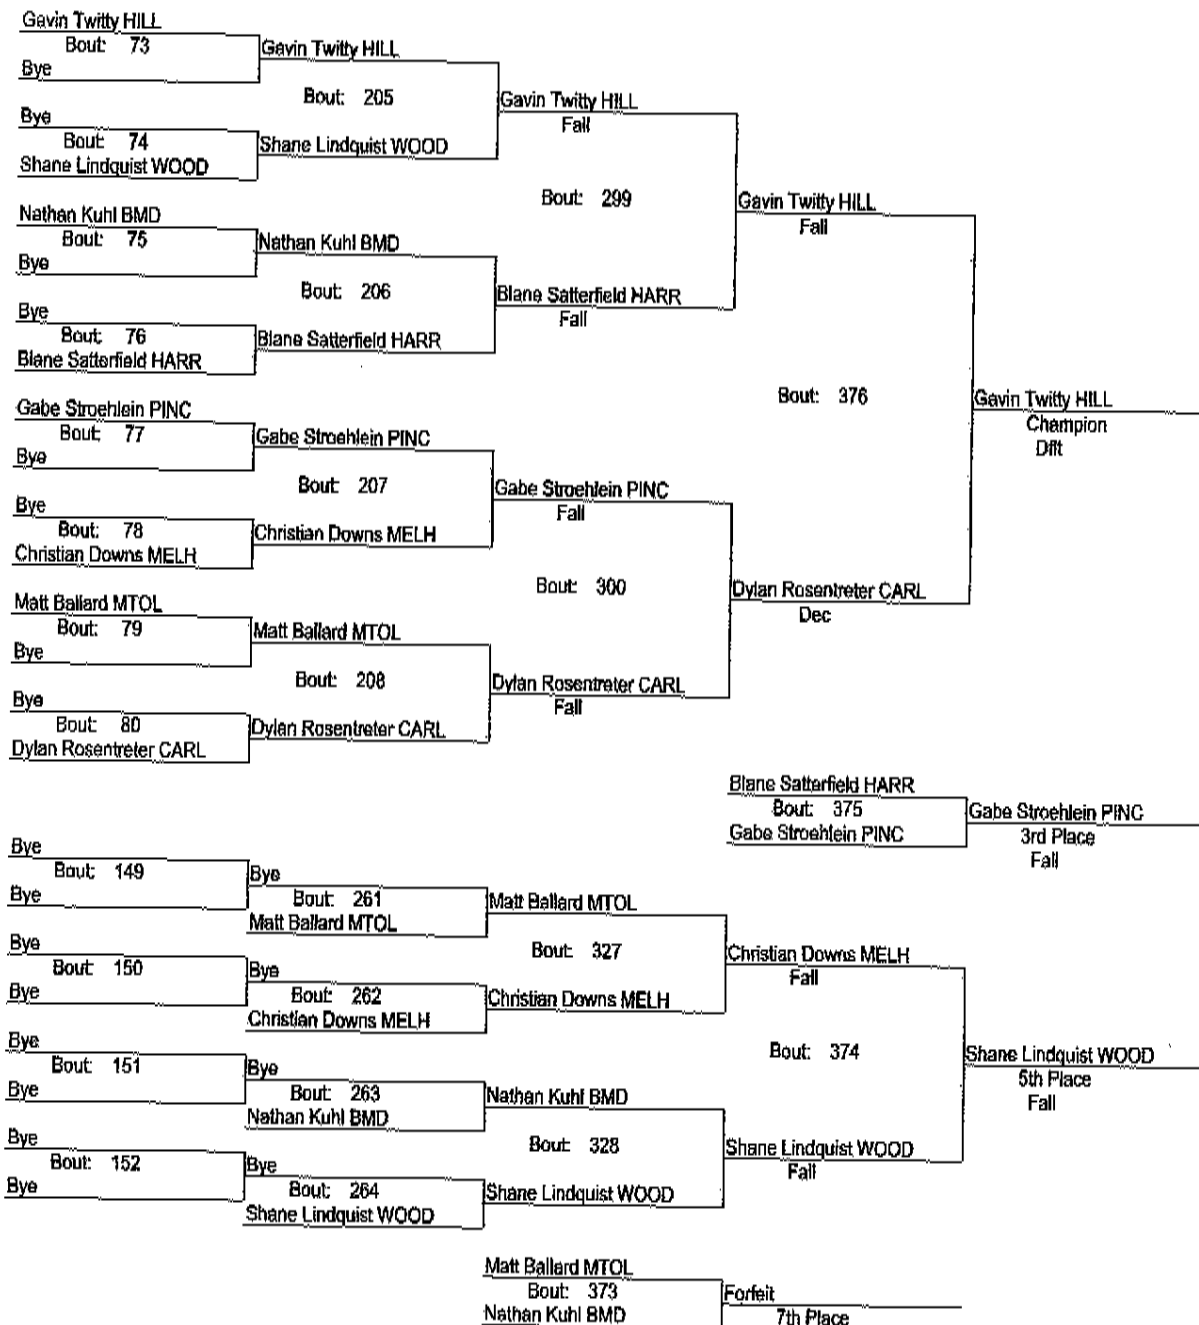 Gavin Twitty HILL
Bout: 73
Bye
Gavin Twitty HILL
Bout: 205
Bye
Bout: 74
Shane Lindquist WOOD
Shane Lindquist WOOD
Gavin Twitty HILL
Fall
Bout: 299
Nathan Kuhl BMD
Bout: 75
Bye
Nathan Kuhl BMD
Bout: 206
Bye
Bout: 76
Blane Satterfield HARR
Blane Satterfield HARR
Blane Satterfield HARR
Fall
Gavin Twitty HILL
Fall
Bout: 376
Gabe Stroehlein PINC
Bout: 77
Bye
Gabe Stroehlein PINC
Bout: 207
Bye
Bout: 78
Christian Downs MELH
Christian Downs MELH
Gabe Stroehlein PINC
Fall
Bout: 300
Matt Ballard MTOL
Bout: 79
Bye
Matt Ballard MTOL
Bout: 208
Bye
Bout: 80
Dylan Rosentreter CARL
Dylan Rosentreter CARL
Dylan Rosentreter CARL
Fall
Dylan Rosentreter CARL
Dec
Gavin Twitty HILL
Champion
Dflt
Blane Satterfield HARR
Bout: 375
Gabe Stroehlein PINC
Gabe Stroehlein PINC
3rd Place
Fall
Bye
Bout: 149
Bye
Bye
Bout: 261
Matt Ballard MTOL
Matt Ballard MTOL
Bout: 327
Bye
Bout: 150
Bye
Bye
Bout: 262
Christian Downs MELH
Christian Downs MELH
Christian Downs MELH
Fall
Bout: 374
Bye
Bout: 151
Bye
Bye
Bout: 263
Nathan Kuhl BMD
Nathan Kuhl BMD
Bout: 328
Bye
Bout: 152
Bye
Bye
Bout: 264
Shane Lindquist WOOD
Shane Lindquist WOOD
Shane Lindquist WOOD
Fall
Shane Lindquist WOOD
5th Place
Fall
Matt Ballard MTOL
Bout: 373
Nathan Kuhl BMD
Forfeit
7th Place